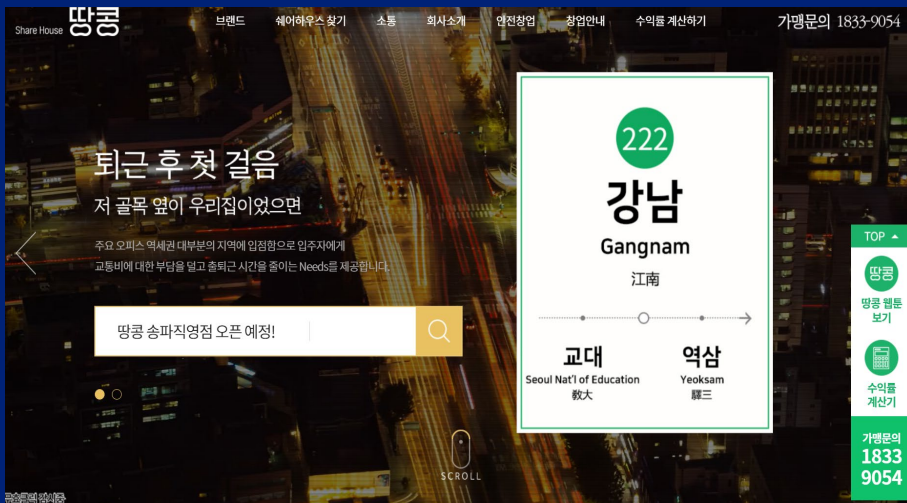 Share House 땅콩
브랜드 쉐어하우스 찾기 소통 회사소개 안전창업 창업안내 수익률 계산하기 가맹문의 1833-9054
퇴근 후 첫 걸음
저 골목 옆이 우리집이었으면
주요 오피스 역세권 대부분의 지역에 입점함으로 입주자에게
교통비에 대한 부담을 덜고 출퇴근 시간을 줄이는 Needs를 제공합니다.
땅콩 송파직영점 오픈 예정!
SCROLL
222
강남
Gangnam
江南
교대 역삼
Seoul Nat'l of Education Yeoksam
敎大 驛三
TOP
땅콩
땅콩 웹툰
보기
수익률
계산기
가맹문의
1833
9054